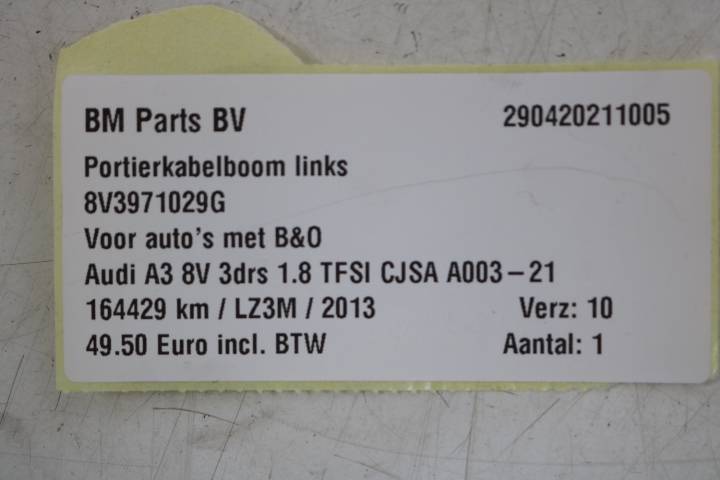 BM Parts BV 290420211005
Portierkabelboom links
8V3971029G
Voor auto's met B&O
Audi A3 8V 3drs 1.8 TFSI CJSA A003-21
164429 km / LZ3M / 2013 Verz: 10
49.50 Euro incl. BTW Aantal: 1